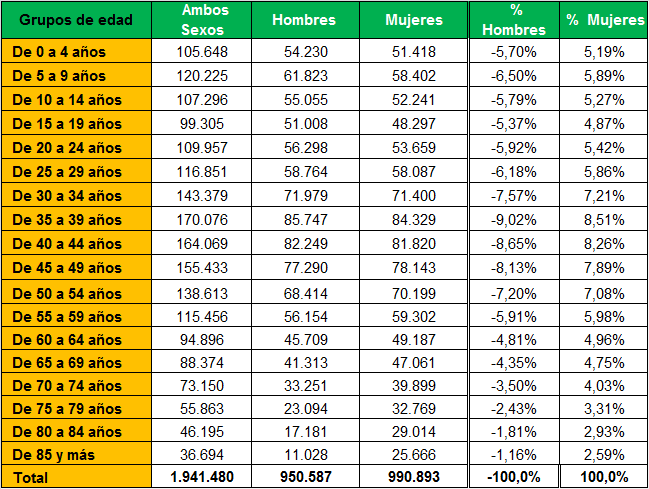 Grupos de edad Ambos Sexos Hombres Mujeres % Hombres % Mujeres
De 0 a 4 años 105.648 54.230 51.418 -5,70% 5,19%
De 5 a 9 años 120.225 61.823 58.402 -6,50% 5,89%
De 10 a 14 años 107.296 55.055 52.241 -5,79% 5,27%
De 15 a 19 años 99.305 51.008 48.297 -5,37% 4,87%
De 20 a 24 años 109.957 56.298 53.659 -5,92% 5,42%
De 25 a 29 años 116.851 58.764 58.087 -6,18% 5,86%
De 30 a 34 años 143.379 71.979 71.400 -7,57% 7,21%
De 35 a 39 años 170.076 85.747 84.329 -9,02% 8,51%
De 40 a 44 años 164.069 82.249 81.820 -8,65% 8,26%
De 45 a 49 años 155.433 77.290 78.143 -8,13% 7,89%
De 50 a 54 años 138.613 68.414 70.199 -7,20% 7,08%
De 55 a 59 años 115.456 56.154 59.302 -5,91% 5,98%
De 60 a 64 años 94.896 45.709 49.187 -4,81% 4,96%
De 65 a 69 años 88.374 41.313 47.061 -4,35% 4,75%
De 70 a 74 años 73.150 33.251 39.899 -3,50% 4,03%
De 75 a 79 años 55.863 23.094 32.769 -2,43% 3,31%
De 80 a 84 años 46.195 17.181 29.014 -1,81% 2,93%
De 85 y más 36.694 11.028 25.666 -1,16% 2,59%
Total 1.941.480 950.587 990.893 -100,0% 100,0%